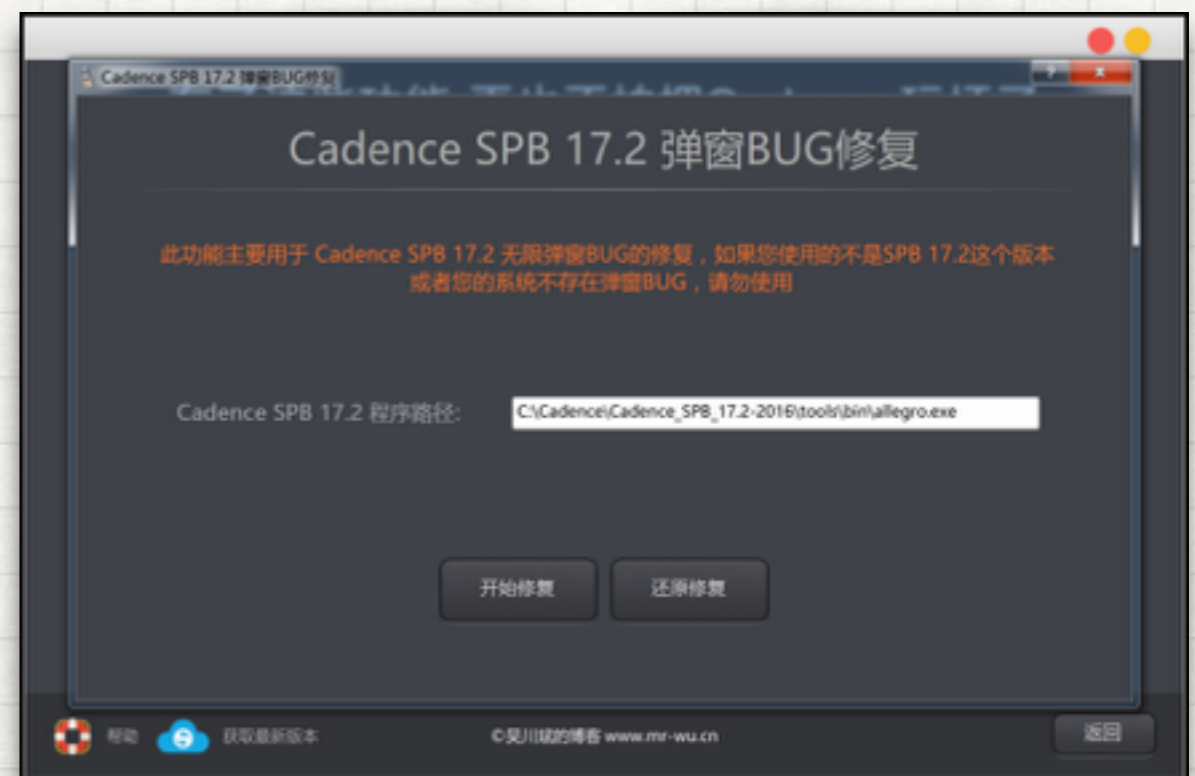 Cadence SPB 17.2 弹窗BUG修复
Cadence SPB 17.2 弹窗BUG修复
此功能主要用于 Cadence SPB 17.2 无限弹窗BUG的修复，如果您使用的不是SPB 17.2这个版本
或者您的系统不存在弹窗BUG，请勿使用
Cadence SPB 17.2 程序路径:
C:\Cadence\Cadence_SPB_17.2-2016\tools\bin\allegro.exe
开始修复
还原修复
帮助
获取最新版本
©吴川斌的博客 www.mr-wu.cn
返回